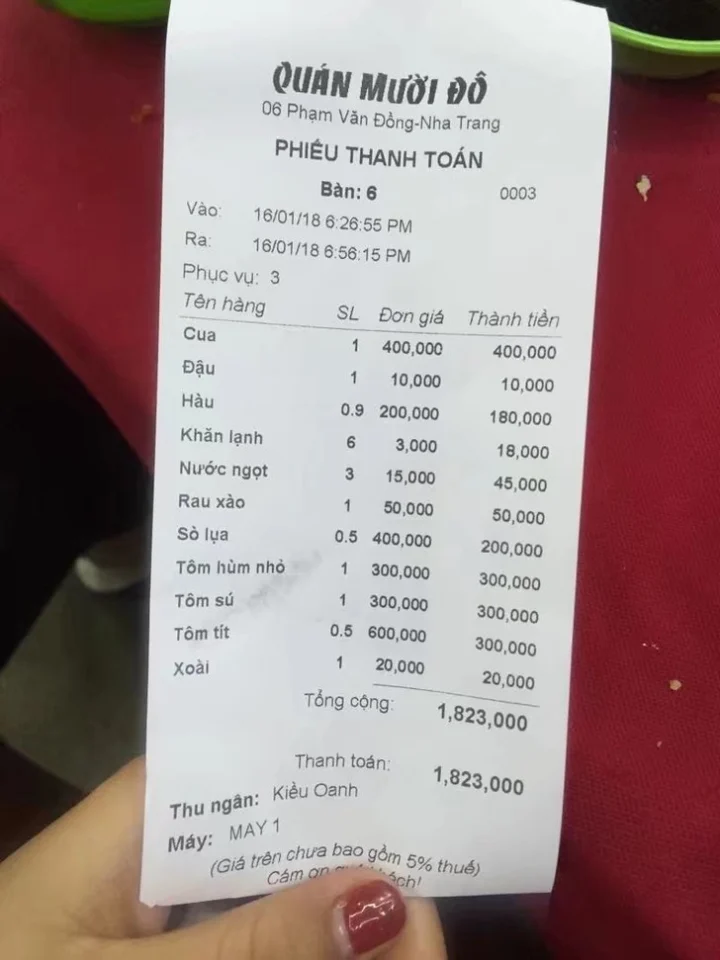 QUÁN MƯỜI ĐÔ
06 Phạm Văn Đồng-Nha Trang
PHIẾU THANH TOÁN
Bàn: 6 0003
Vào: 16/01/18 6:26:55 PM
Ra: 16/01/18 6:56:15 PM
Phục vụ: 3
Tên hàng SL Đơn giá Thành tiền
Cua 1 400,000 400,000
Đậu 1 10,000 10,000
Hàu 0.9 200,000 180,000
Khăn lạnh 6 3,000 18,000
Nước ngọt 3 15,000 45,000
Rau xào 1 50,000 50,000
Sò lụa 0.5 400,000 200,000
Tôm hùm nhỏ 1 300,000 300,000
Tôm sú 1 300,000 300,000
Tôm tít 0.5 600,000 300,000
Xoài 1 20,000 20,000
Tổng cộng: 1,823,000
Thanh toán: 1,823,000
Thu ngân: Kiều Oanh
Máy: MAY 1
(Giá trên chưa bao gồm 5% thuế)
Cám ơn